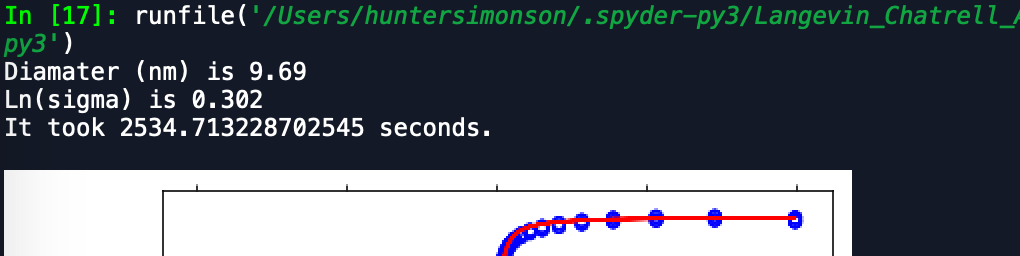 In [17]: runfile('/Users/huntersimonson/.spyder-py3/Langevin_Chatrell_
py3')
Diamater (nm) is 9.69
Ln(sigma) is 0.302
It took 2534.713228702545 seconds.